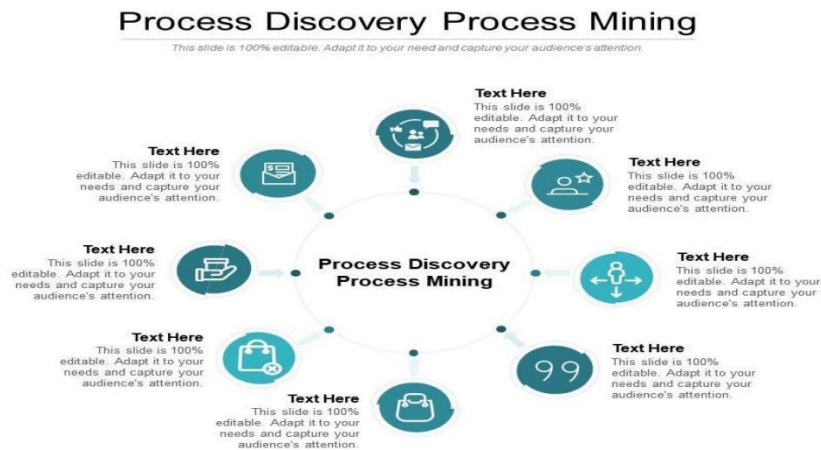 Process Discovery Process Mining
This slide is 100% editable. Adapt it to your need and capture your audience's attention.
Text Here
This slide is 100%
editable. Adapt it to your
needs and capture your
audience's attention.
Text Here
This slide is 100%
editable. Adapt it to your
needs and capture your
audience's attention.
Text Here
This slide is 100%
editable. Adapt it to your
needs and capture your
audience's attention.
Text Here
This slide is 100%
editable. Adapt it to your
needs and capture your
audience's attention.
Process Discovery
Process Mining
Text Here
This slide is 100%
editable. Adapt it to your
needs and capture your
audience's attention.
Text Here
This slide is 100%
editable. Adapt it to your
needs and capture your
audience's attention.
Text Here
This slide is 100%
editable. Adapt it to your
needs and capture your
audience's attention.
Text Here
This slide is 100%
editable. Adapt it to your
needs and capture your
audience's attention.